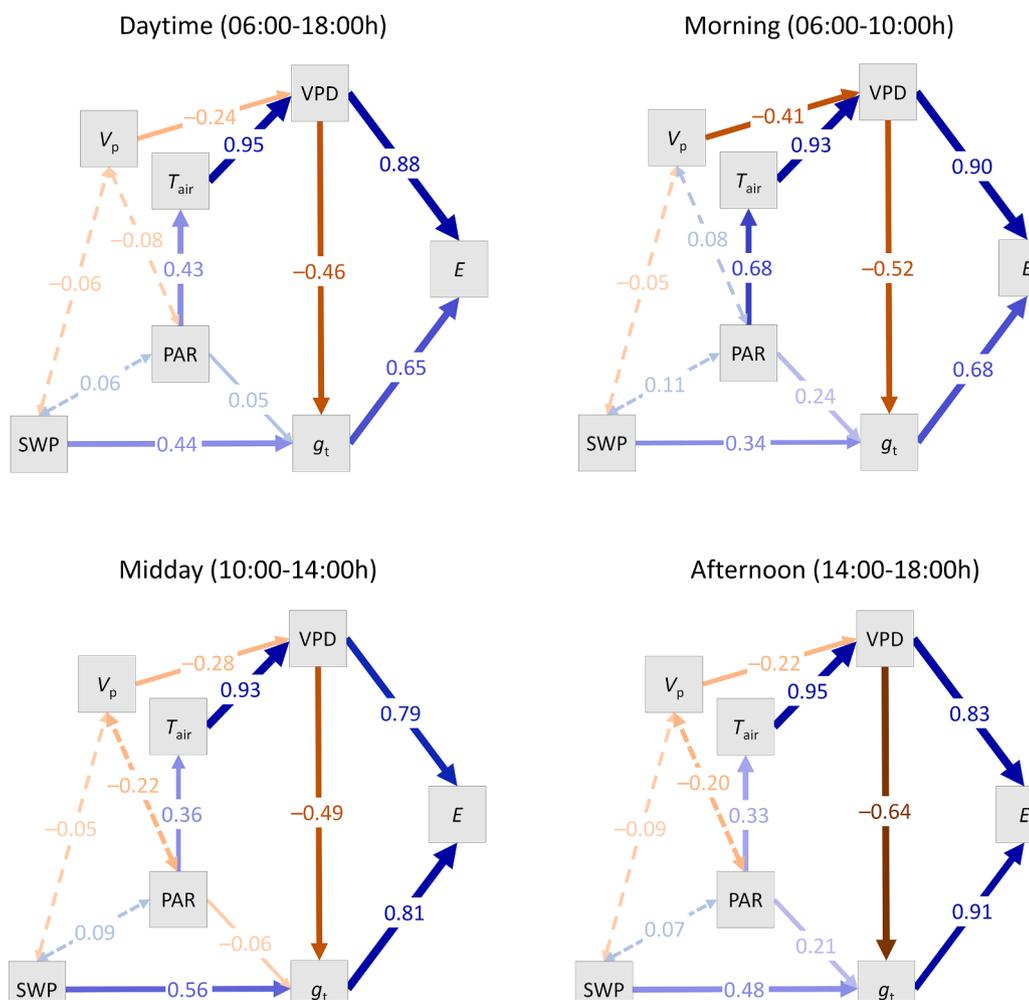 Daytime (06:00-18:00h)
VPD
−0.24
Vp
0.95
0.88
Tair
−0.08
0.43
−0.46
E
−0.06
PAR
0.06
0.05
0.65
SWP
0.44
gt
Morning (06:00-10:00h)
VPD
−0.41
Vp
0.93
0.90
Tair
0.08
0.68
−0.52
E
−0.05
PAR
0.11
0.24
0.68
SWP
0.34
gt
Midday (10:00-14:00h)
VPD
−0.28
Vp
0.93
0.79
Tair
−0.22
0.36
−0.49
E
−0.05
PAR
0.09
−0.06
0.81
SWP
0.56
gt
Afternoon (14:00-18:00h)
VPD
−0.22
Vp
0.95
0.83
Tair
−0.20
0.33
−0.64
E
−0.09
PAR
0.07
0.21
0.91
SWP
0.48
gt